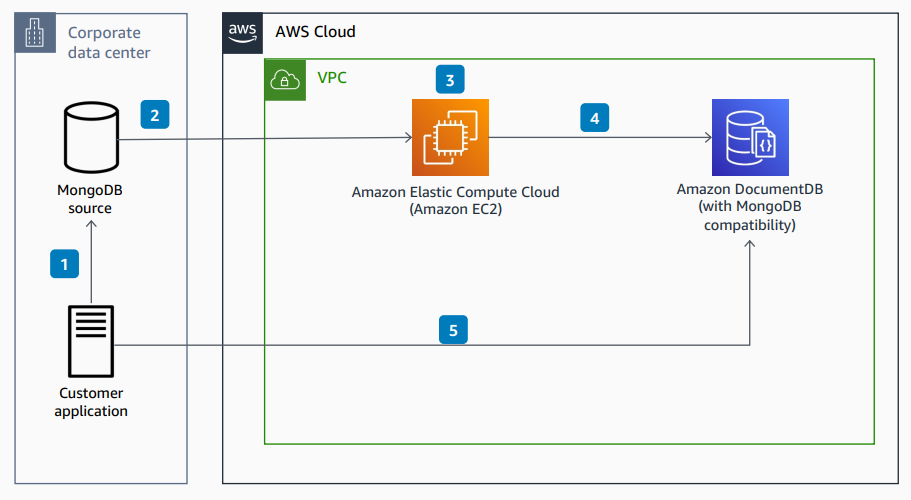 Corporate
data center
aws
AWS Cloud
VPC
3
2
4
MongoDB
source
Amazon Elastic Compute Cloud
(Amazon EC2)
Amazon DocumentDB
(with MongoDB
compatibility)
{}
1
5
Customer
application